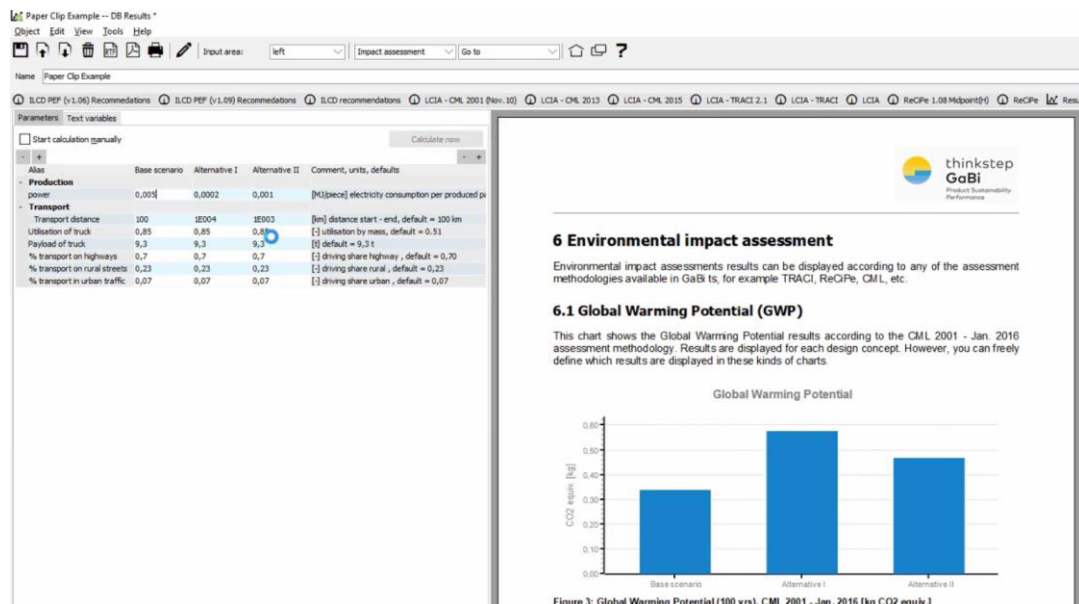 Paper Clip Example -- DB Results *
Object Edit View Tools Help
Input area: left Impact assessment Go to
Name Paper Clip Example
ILCD PEF (v1.06) Recommedations ILCD PEF (v1.09) Recommedations ILCD recommendations LCIA - CML 2001 (Nov. 10) LCIA - CML 2013 LCIA - CML 2015 LCIA - TRACI 2.1 LCIA - TRACI LCIA ReCiPe 1.08 Midpoint(H) ReCiPe Resu
Parameters Text variables
Start calculation manually Calculate now
- + - +
Alias Base scenario Alternative I Alternative II Comment, units, defaults
- Production
power 0,005 0,0002 0,001 [MJ/piece] electricity consumption per produced pa
- Transport
Transport distance 100 1E004 1E003 [km] distance start - end, default = 100 km
Utilisation of truck 0,85 0,85 0,85 [-] utilisation by mass, default = 0.51
Payload of truck 9,3 9,3 9,3 [t] default = 9,3 t
% transport on highways 0,7 0,7 0,7 [-] driving share highway , default = 0,70
% transport on rural streets 0,23 0,23 0,23 [-] driving share rural , default = 0,23
% transport in urban traffic 0,07 0,07 0,07 [-] driving share urban , default = 0,07
thinkstep
GaBi
Product Sustainability
Performance
6 Environmental impact assessment
Environmental impact assessments results can be displayed according to any of the assessment
methodologies available in GaBi ts, for example TRACI, ReCiPe, CML, etc.
6.1 Global Warming Potential (GWP)
This chart shows the Global Warming Potential results according to the CML 2001 - Jan. 2016
assessment methodology. Results are displayed for each design concept. However, you can freely
define which results are displayed in these kinds of charts.
Global Warming Potential
CO2 equiv. [kg]
0,60
0,50
0,40
0,30
0,20
0,10
0,00
Base scenario Alternative I Alternative II
Figure 3: Global Warming Potential (100 yrs), CML 2001 - Jan. 2016 [kg CO2 equiv.]